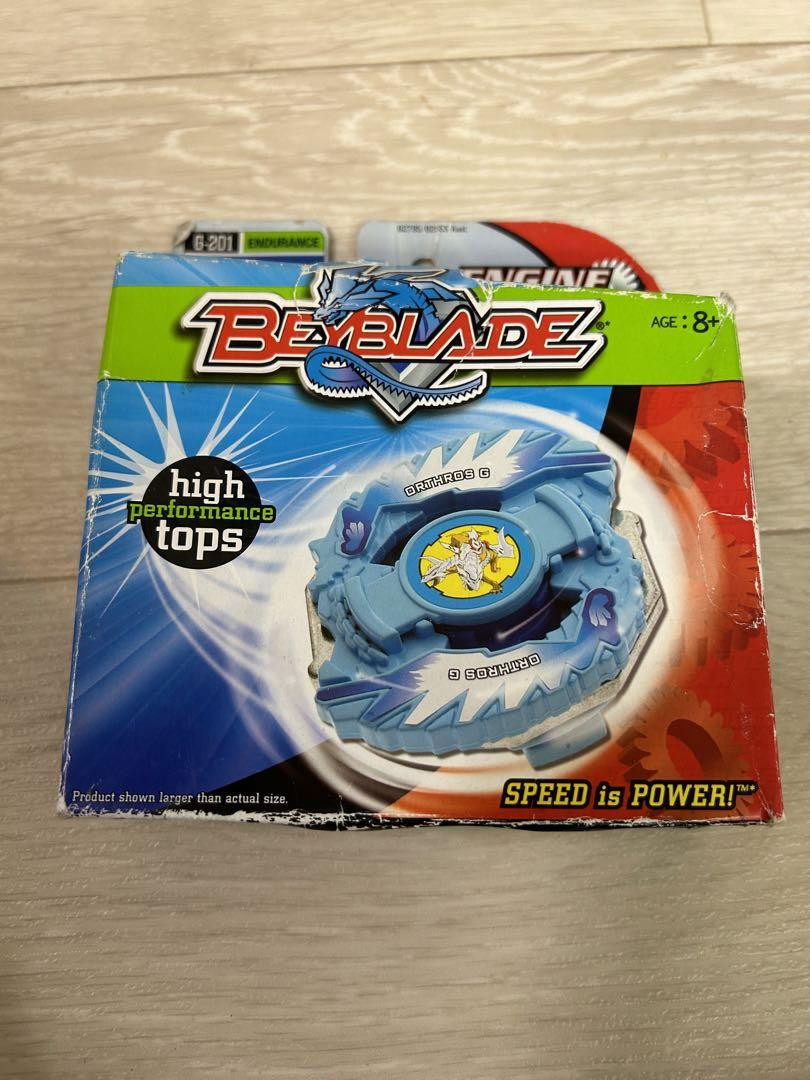 G-201 ENDURANCE
ENGINE
BEYBLADE®*
AGE: 8+
high
performance
tops
ORTHROS G
ORTHROS G
Product shown larger than actual size.
SPEED is POWER!™*